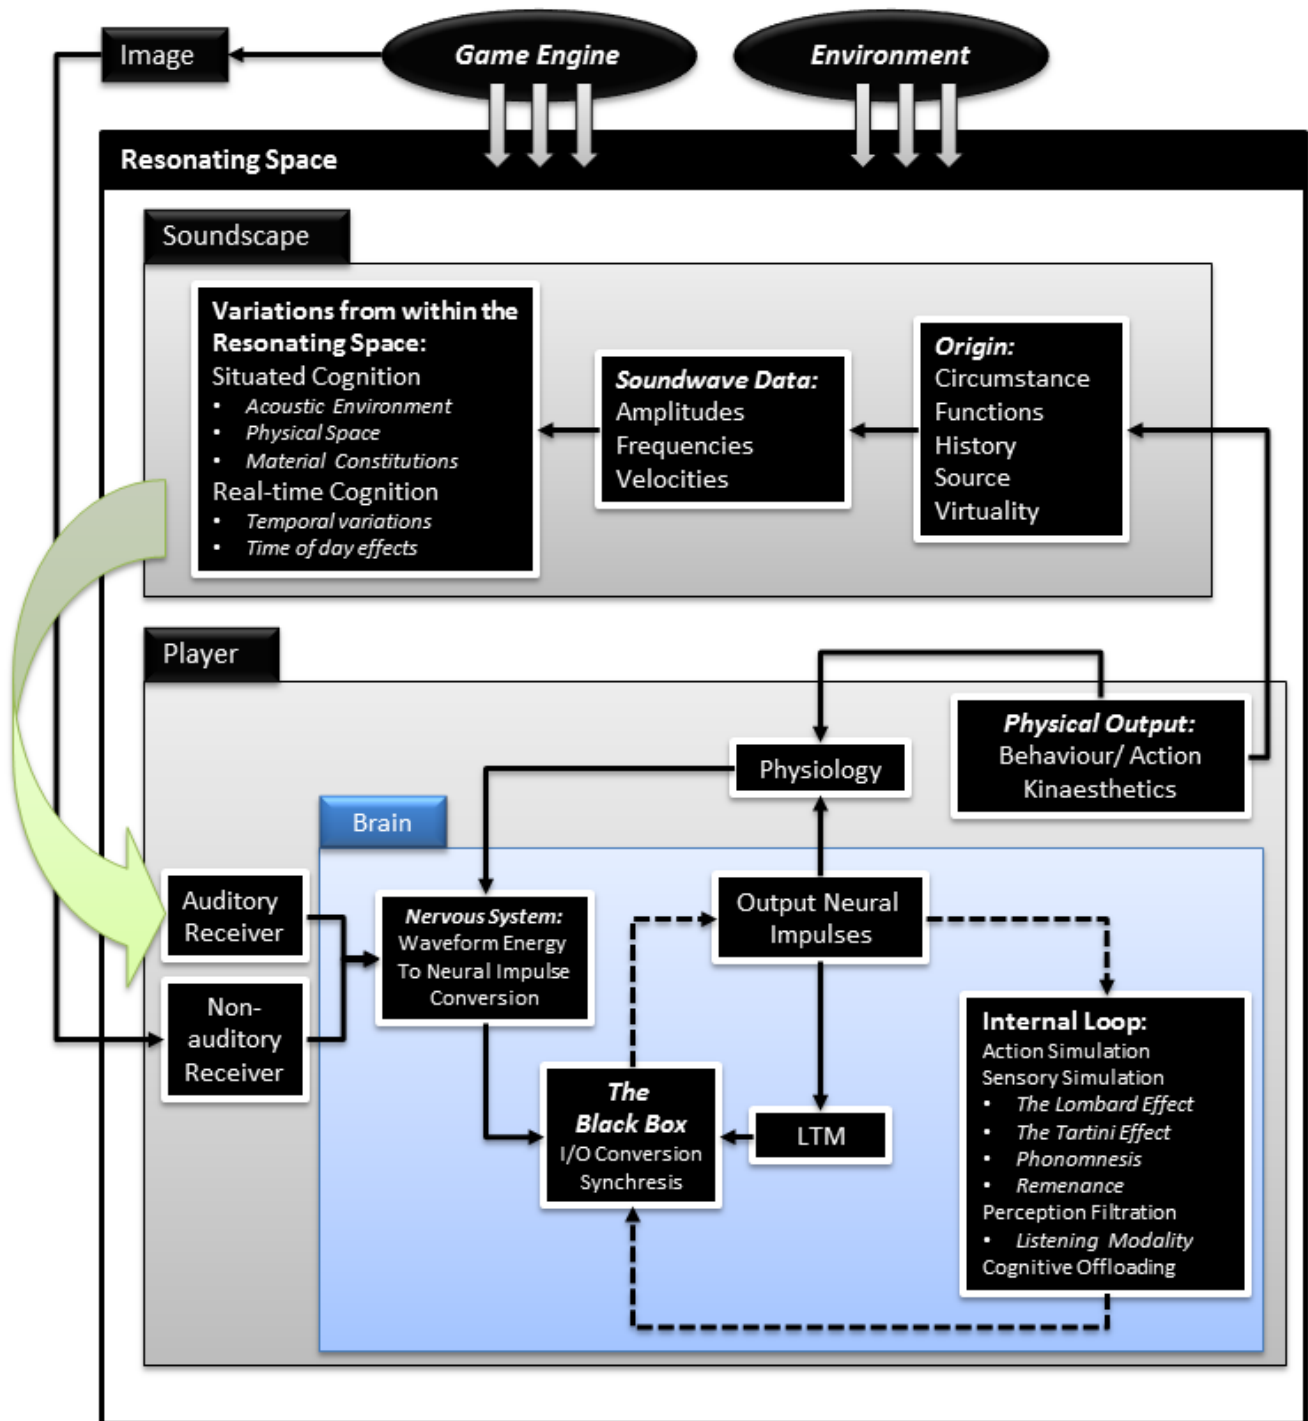 Image
Game Engine
Environment
Resonating Space
Soundscape
Variations from within the
Resonating Space:
Situated Cognition
• Acoustic Environment
• Physical Space
• Material Constitutions
Real-time Cognition
• Temporal variations
• Time of day effects
Soundwave Data:
Amplitudes
Frequencies
Velocities
Origin:
Circumstance
Functions
History
Source
Virtuality
Player
Physical Output:
Behaviour/ Action
Kinaesthetics
Physiology
Brain
Auditory
Receiver
Non-
auditory
Receiver
Nervous System:
Waveform Energy
To Neural Impulse
Conversion
Output Neural
Impulses
The
Black Box
I/O Conversion
Synchresis
LTM
Internal Loop:
Action Simulation
Sensory Simulation
• The Lombard Effect
• The Tartini Effect
• Phonomnesis
• Remenance
Perception Filtration
• Listening Modality
Cognitive Offloading